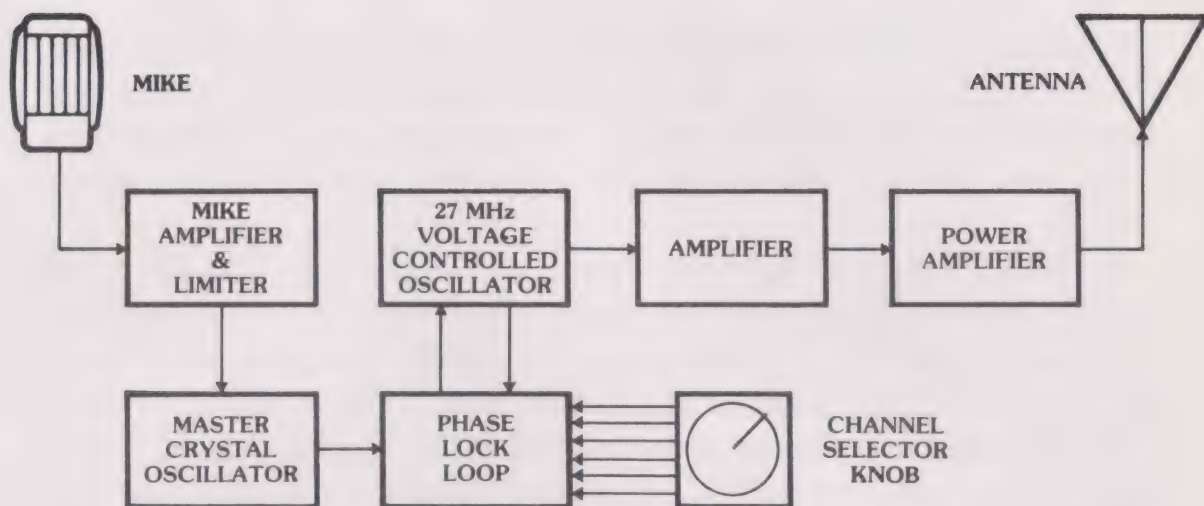 MIKE
ANTENNA
MIKE
AMPLIFIER
&
LIMITER
27 MHz
VOLTAGE
CONTROLLED
OSCILLATOR
AMPLIFIER
POWER
AMPLIFIER
MASTER
CRYSTAL
OSCILLATOR
PHASE
LOCK
LOOP
CHANNEL
SELECTOR
KNOB